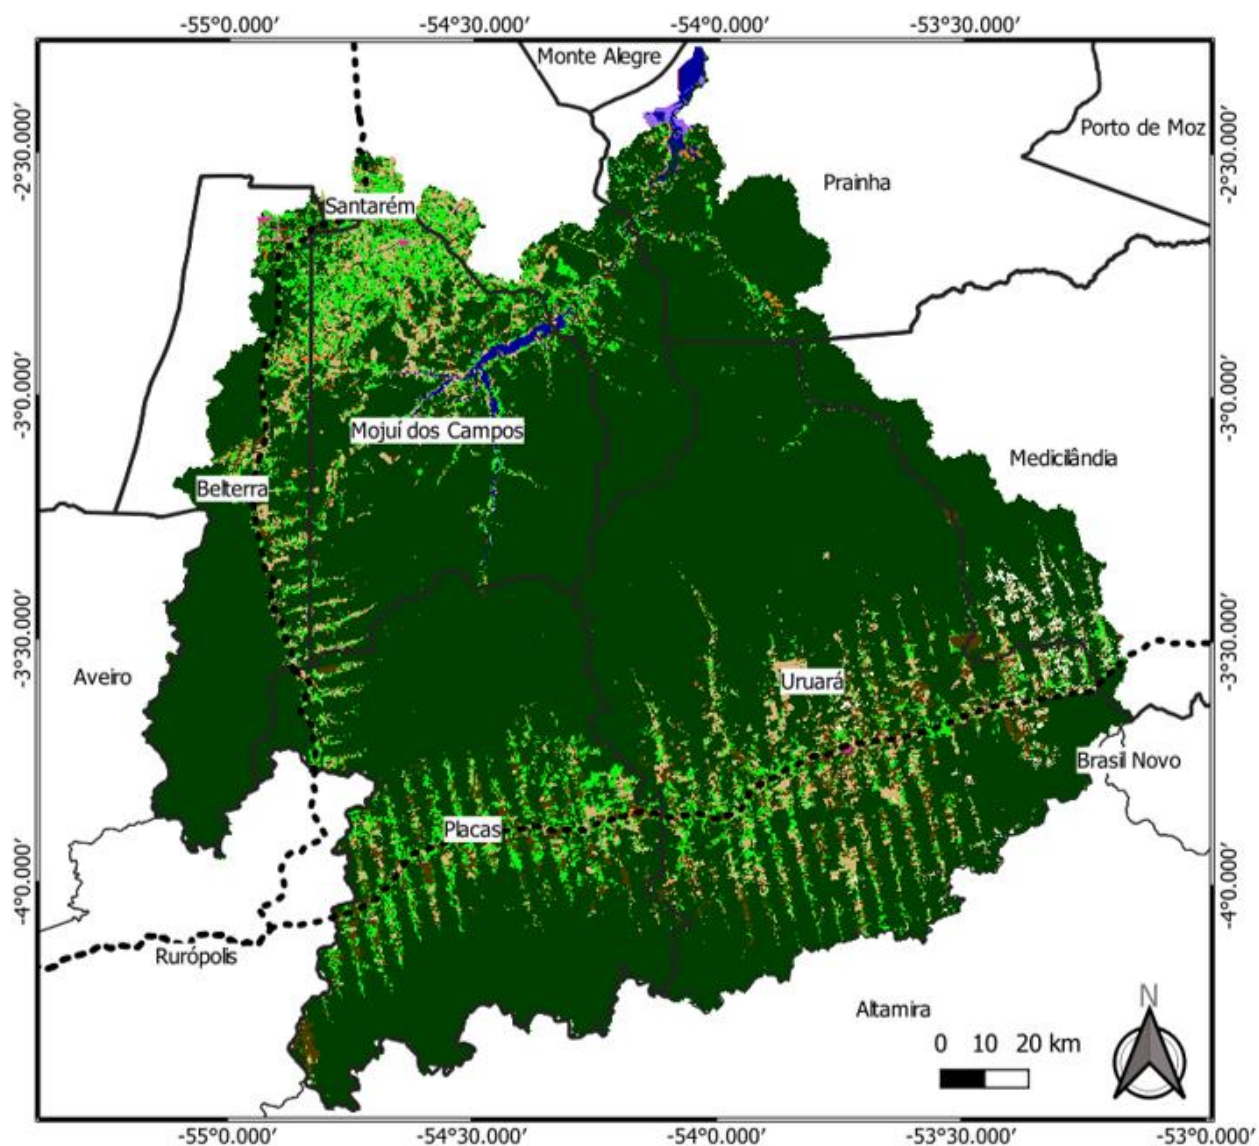 -55°0.000′
-54°30.000′
-54°0.000′
-53°30.000′
Monte Alegre
Porto de Moz
-2°30.000′
-2°30.000′
Prainha
Santarém
-3°0.000′
-3°0.000′
Mojuí dos Campos
Medicilândia
Belterra
-3°30.000′
-3°30.000′
Aveiro
Uruará
Brasil Novo
Placas
-4°0.000′
-4°0.000′
Rurópolis
Altamira
N
0 10 20 km
-55°0.000′
-54°30.000′
-54°0.000′
-53°30.000′
-53°0.000′